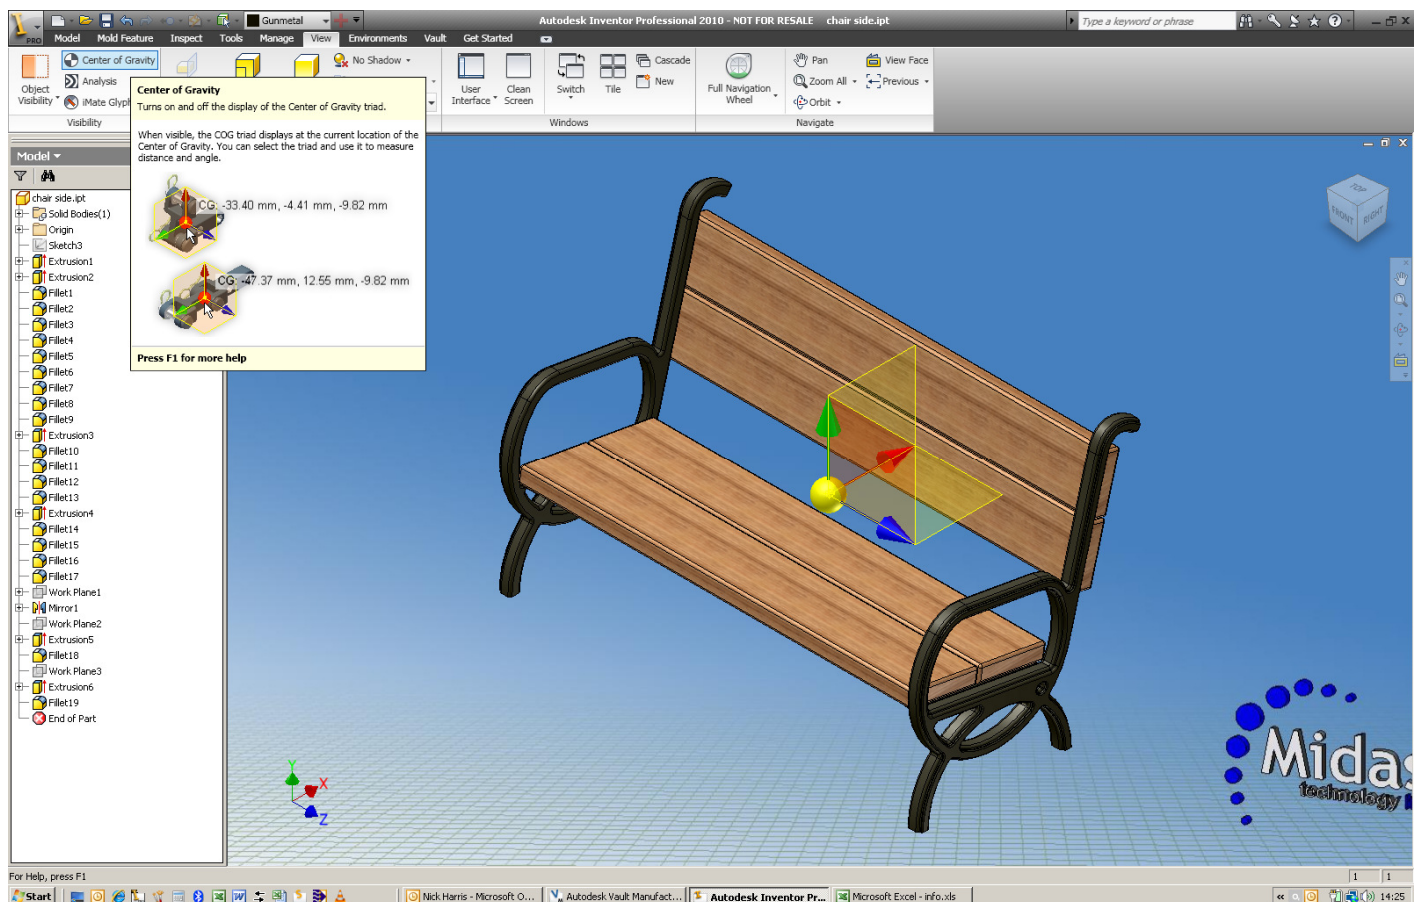 Gunmetal
Autodesk Inventor Professional 2010 - NOT FOR RESALE chair side.ipt
Type a keyword or phrase
PRO
Model Mold Feature Inspect Tools Manage View Environments Vault Get Started
Object Visibility
Center of Gravity
Analysis
iMate Glyph
Visibility
No Shadow
User Interface
Clean Screen
Switch
Tile
Cascade
New
Windows
Full Navigation Wheel
Pan
Zoom All
Orbit
View Face
Previous
Navigate
Center of Gravity
Turns on and off the display of the Center of Gravity triad.
When visible, the COG triad displays at the current location of the
Center of Gravity. You can select the triad and use it to measure
distance and angle.
CG: -33.40 mm, -4.41 mm, -9.82 mm
CG: -47.37 mm, 12.55 mm, -9.82 mm
Press F1 for more help
Model
chair side.ipt
Solid Bodies(1)
Origin
Sketch3
Extrusion1
Extrusion2
Fillet1
Fillet2
Fillet3
Fillet4
Fillet5
Fillet6
Fillet7
Fillet8
Fillet9
Extrusion3
Fillet10
Fillet11
Fillet12
Fillet13
Extrusion4
Fillet14
Fillet15
Fillet16
Fillet17
Work Plane1
Mirror1
Work Plane2
Extrusion5
Fillet18
Work Plane3
Extrusion6
Fillet19
End of Part
TOP
FRONT RIGHT
Y
X
Z
Midas
technology
For Help, press F1
1 1
Start
Nick Harris - Microsoft O...
Autodesk Vault Manufact...
Autodesk Inventor Pr...
Microsoft Excel - info.xls
14:25